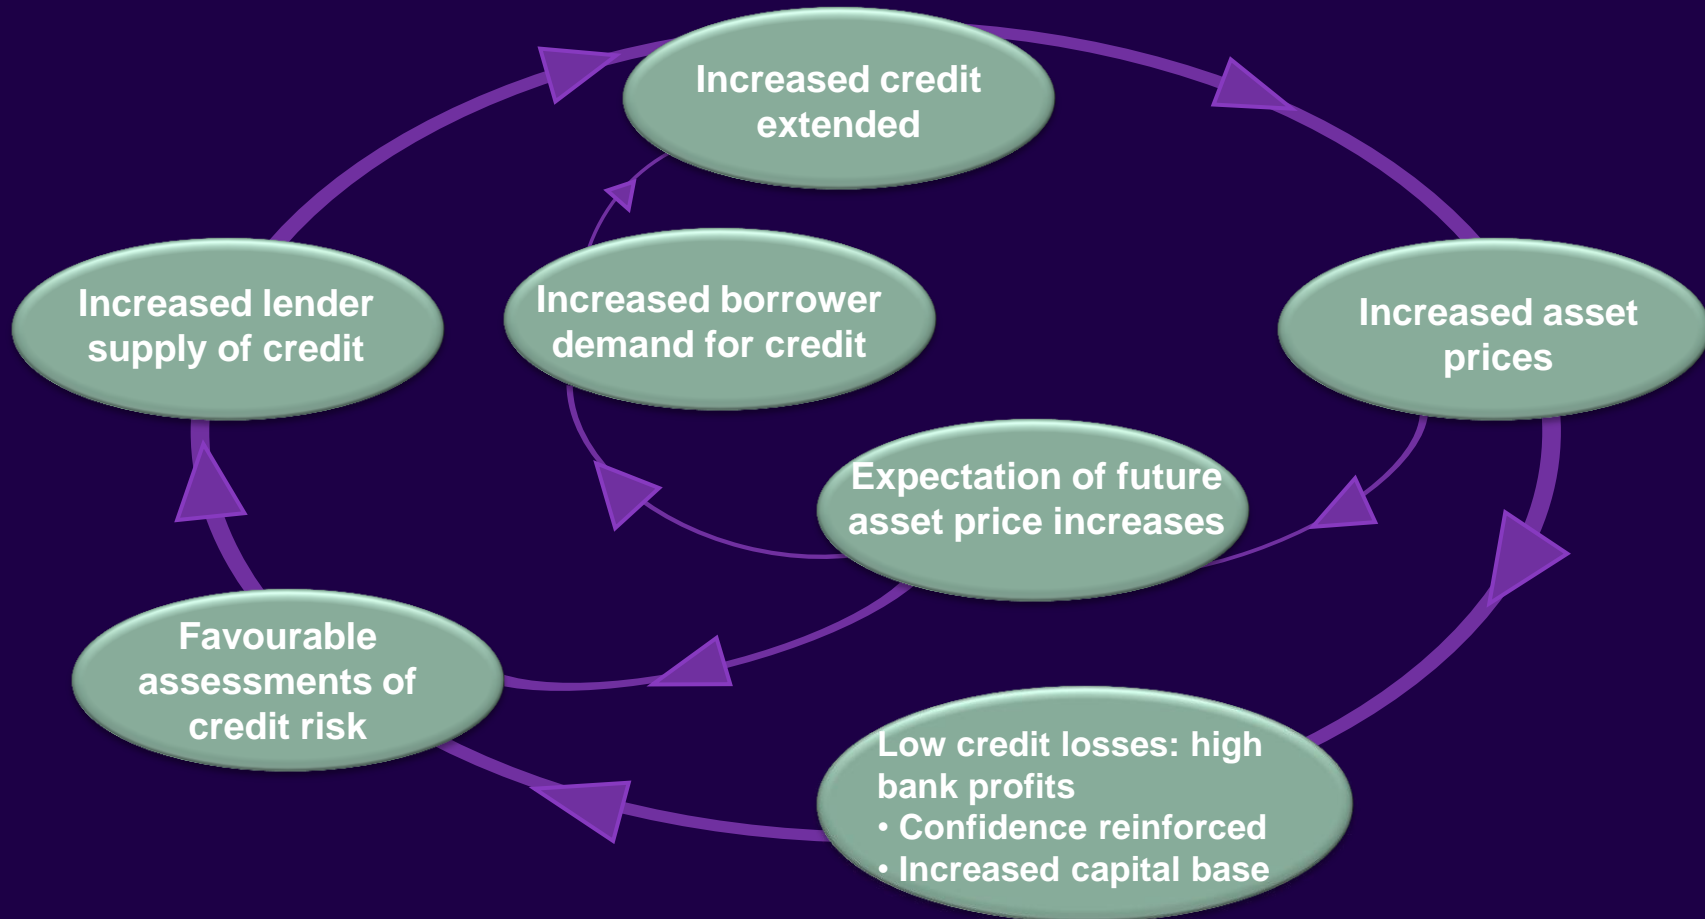 Increased credit
extended
Increased lender
supply of credit
Increased borrower
demand for credit
Increased asset
prices
Expectation of future
asset price increases
Favourable
assessments of
credit risk
Low credit losses: high
bank profits
• Confidence reinforced
• Increased capital base